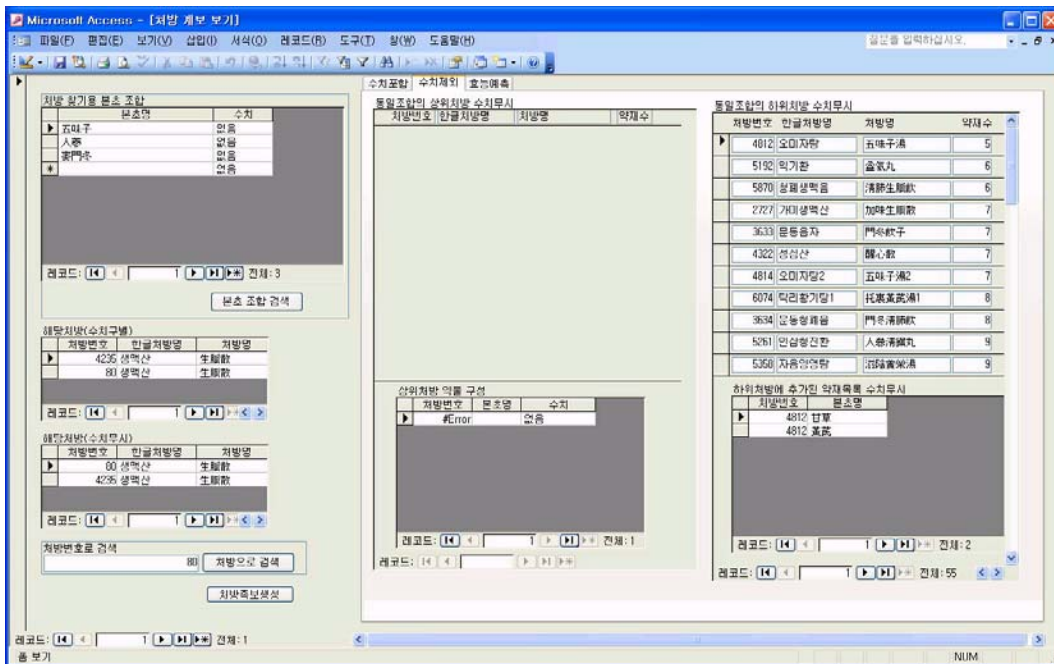 Microsoft Access - [처방 계보 보기]
파일(F) 편집(E) 보기(V) 삽입(I) 서식(O) 레코드(R) 도구(T) 창(W) 도움말(H)
질문을 입력하십시오.
처방 찾기용 본초 조합
본초명 수치
五味子 없음
人蔘 없음
麥門冬 없음
없음
레코드: 1 전체: 3
본초 조합 검색
해당처방(수치구별)
처방번호 한글처방명 처방명
4235 생맥산 生脈散
80 생맥산 生脈散
레코드: 1
해당처방(수치무시)
처방번호 한글처방명 처방명
80 생맥산 生脈散
4235 생맥산 生脈散
레코드: 1
처방번호로 검색
80 처방으로 검색
처방족보생성
레코드: 1 전체: 1
수치포함 수치제외 효능예측
동일조합의 상위처방 수치무시
처방번호 한글처방명 처방명 약재수
상위처방 약물 구성
처방번호 본초명 수치
#Error 없음
레코드: 1 전체: 1
레코드:
동일조합의 하위처방 수치무시
처방번호 한글처방명 처방명 약재수
4812 오미자탕 五味子湯 5
5192 익기환 益氣丸 6
5870 청폐생맥음 淸肺生脈飮 6
2727 가미생맥산 加味生脈散 7
3633 문동음자 門冬飮子 7
4322 성심산 醒心散 7
4814 오미자탕2 五味子湯2 7
6074 탁리황기탕1 托裏黃芪湯1 8
3634 문동청폐음 門冬淸肺飮 8
5261 인삼청진환 9
5358 자음영탕 9
하위처방에 추가된 약재목록 수치무시
처방번호 본초명
4812 甘草
4812 黃芪
레코드: 1 전체: 2
레코드: 1 전체: 55
폼 보기 NUM